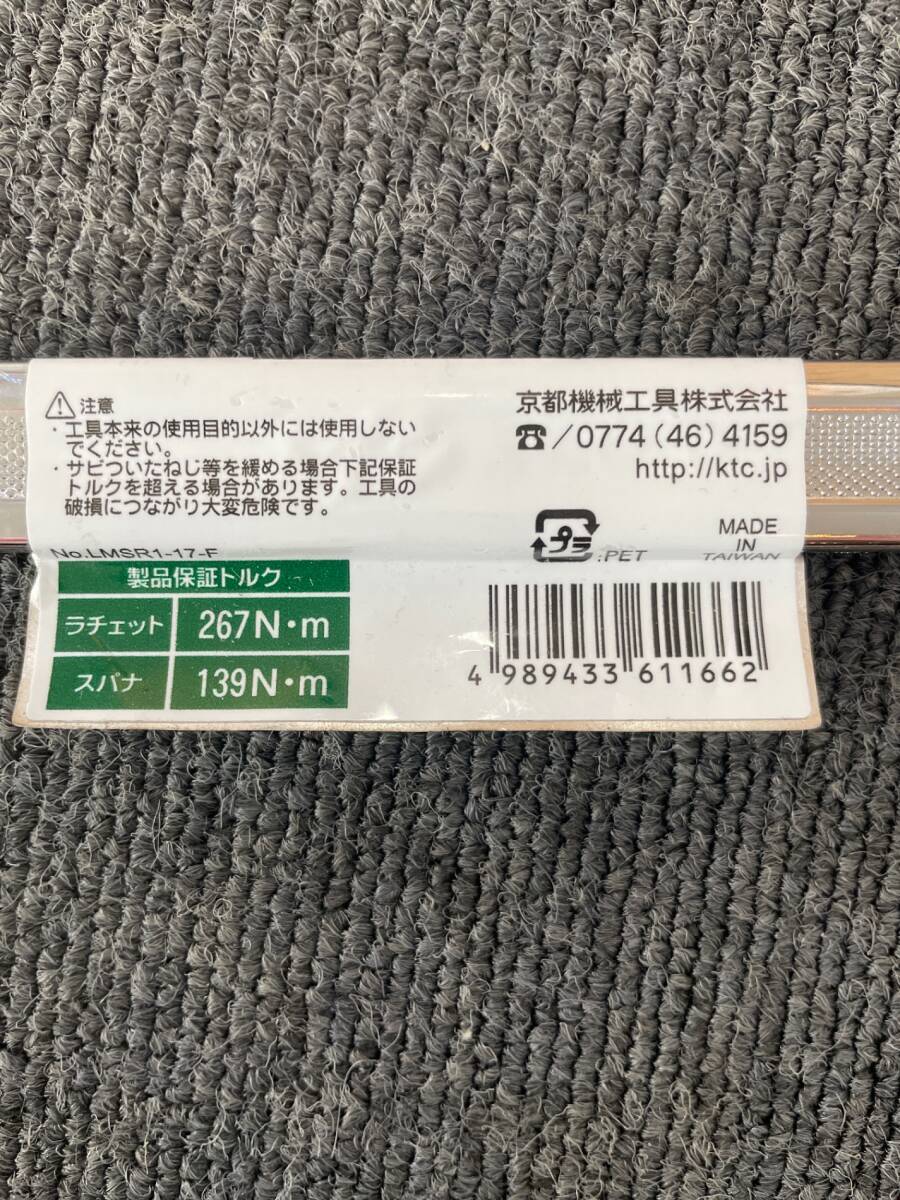 注意
・工具本来の使用目的以外には使用しない
でください。
・サビついたねじ等を緩める場合下記保証
トルクを超える場合があります。工具の
破損につながり大変危険です。
京都機械工具株式会社
☎/0774(46)4159
http://ktc.jp
プラ
:PET
MADE
IN
TAIWAN
No.LMSR1-17-F
製品保証トルク
ラチェット 267N・m
スパナ 139N・m
4 989433 611662